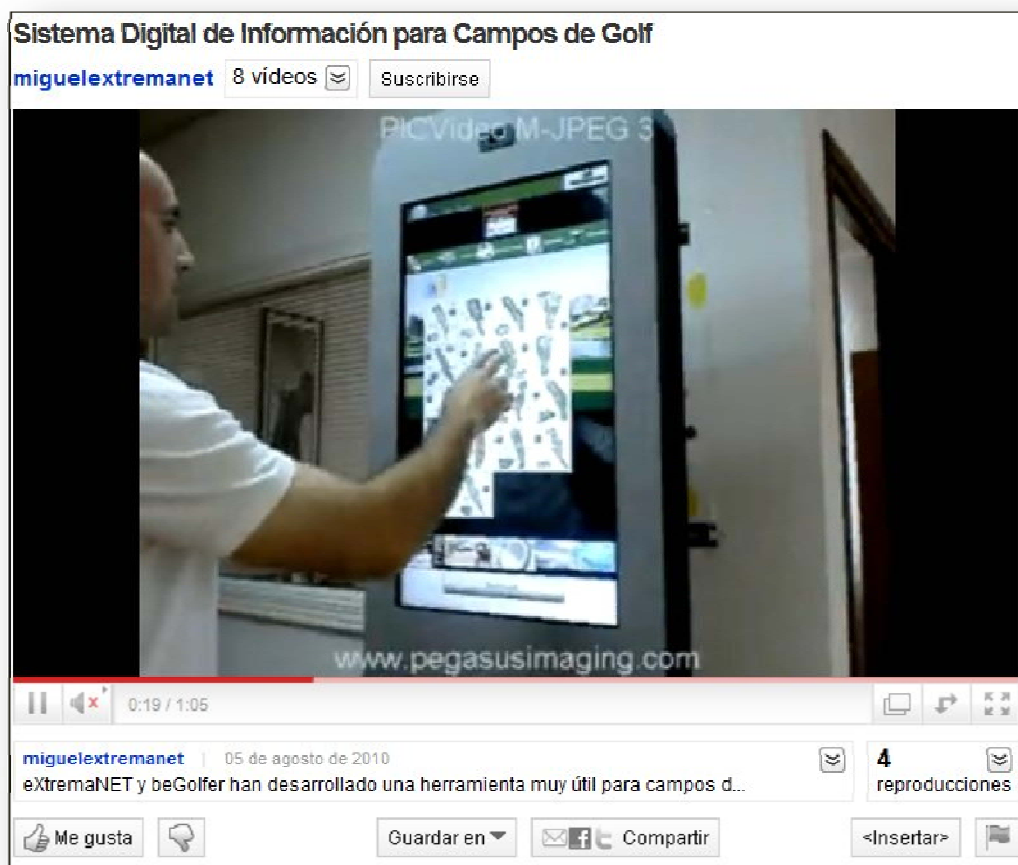 Sistema Digital de Información para Campos de Golf
miguelextremanet 8 vídeos Suscribirse
PICVideo M-JPEG 3
www.pegasusimaging.com
0:19 / 1:05
miguelextremanet | 05 de agosto de 2010
eXtremaNET y beGolfer han desarrollado una herramienta muy útil para campos d...
4
reproducciones
Me gusta Guardar en Compartir <Insertar>